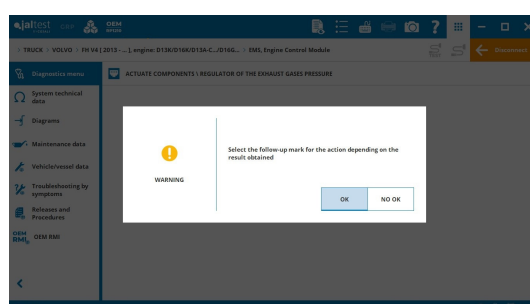 jaltest CHP OEM
TRUCK / VOLVO / FH V4 [ 2013 - ... ], engine: D13K/D16K/D13A-C../D16G... / EMS, Engine Control Module
Disconnect
Diagnosis menu
ACTUATE COMPONENTS \ REGULATOR OF THE EXHAUST GASES PRESSURE
System technical
data
Diagrams
Maintenance data
Vehicle/vessel data
Troubleshooting by
symptoms
Releases and
Procedures
OEM RMI OEM RMI
WARNING
Select the follow-up mark for the action depending on the
result obtained
OK NO OK